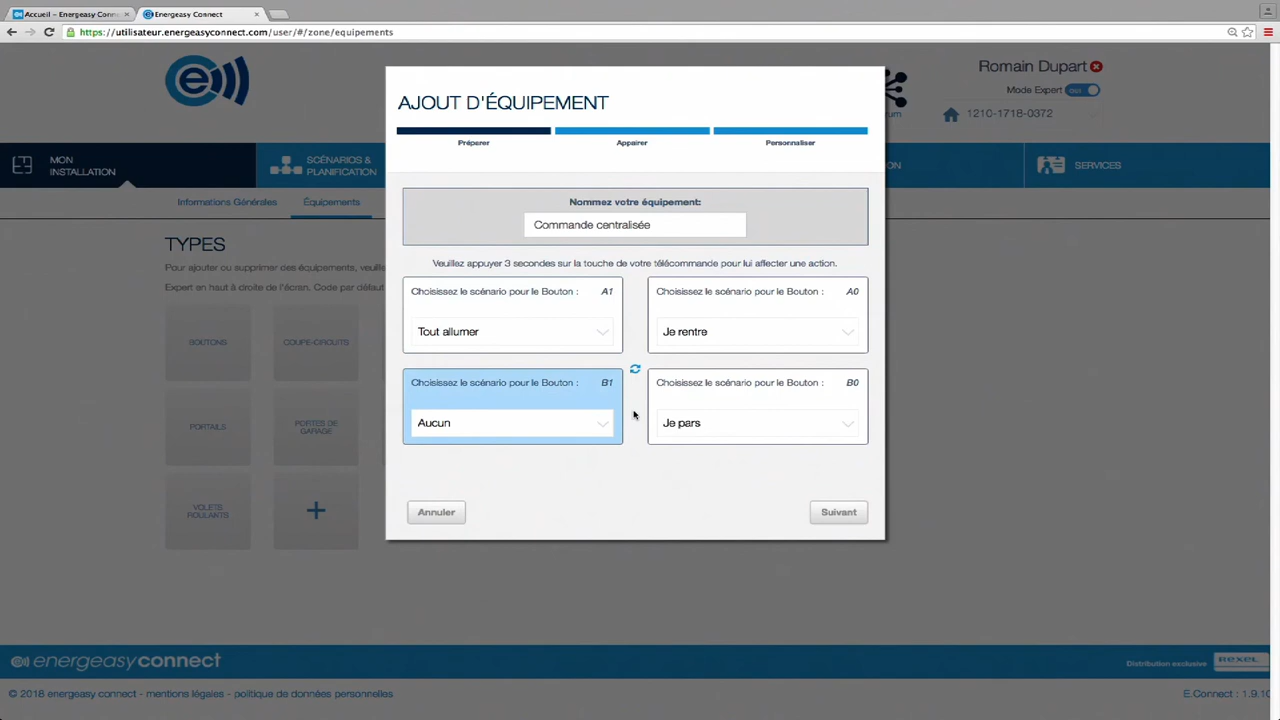 Accueil – Energeasy Conn
Energeasy Connect
https://utilisateur.energeasyconnect.com/user/#/zone/equipements
Romain Dupart
Mode Expert OUI
1210-1718-0372
MON
INSTALLATION
SCÉNARIOS &
PLANIFICATION
SERVICES
Informations Générales
Équipements
TYPES
Pour ajouter ou supprimer des équipements, veuille
Expert en haut à droite de l'écran. Code par défaut
BOUTONS
COUPE-CIRCUITS
PORTAILS
PORTES DE
GARAGE
VOLETS
ROULANTS
+
AJOUT D'ÉQUIPEMENT
Préparer
Appairer
Personnaliser
Nommez votre équipement:
Commande centralisée
Veuillez appuyer 3 secondes sur la touche de votre télécommande pour lui affecter une action.
Choisissez le scénario pour le Bouton : A1
Tout allumer
Choisissez le scénario pour le Bouton : A0
Je rentre
Choisissez le scénario pour le Bouton : B1
Aucun
Choisissez le scénario pour le Bouton : B0
Je pars
Annuler
Suivant
energeasyconnect
Distribution exclusive
REXEL
© 2018 energeasy connect - mentions légales - politique de données personnelles.
E.Connect : 1.9.10